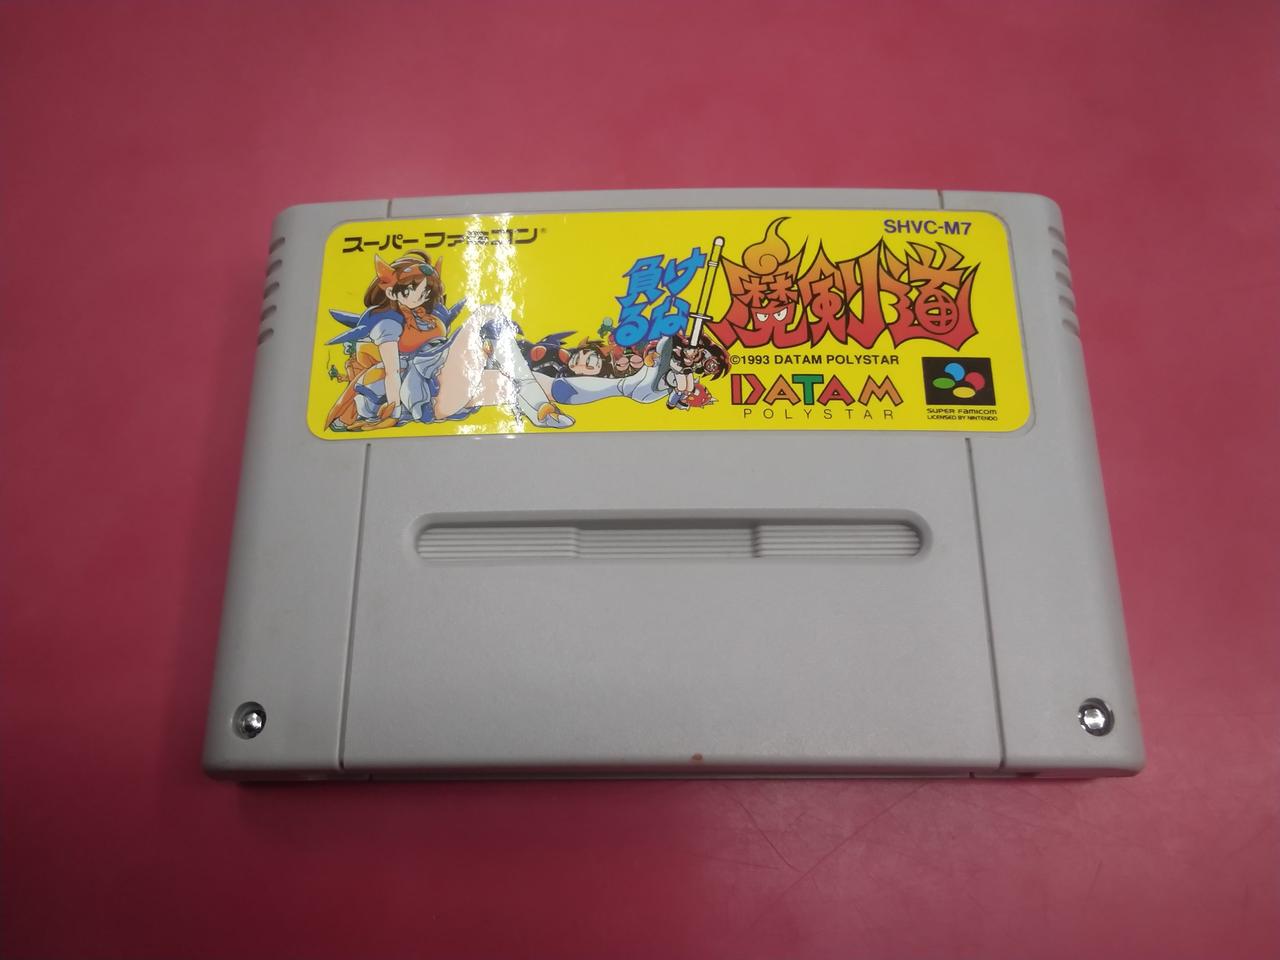 スーパーファミコン®
SHVC-M7
負けるな
魔剣道
©1993 DATAM POLYSTAR
DATAM
POLYSTAR
SUPER FAMICOM
LICENSED BY NINTENDO